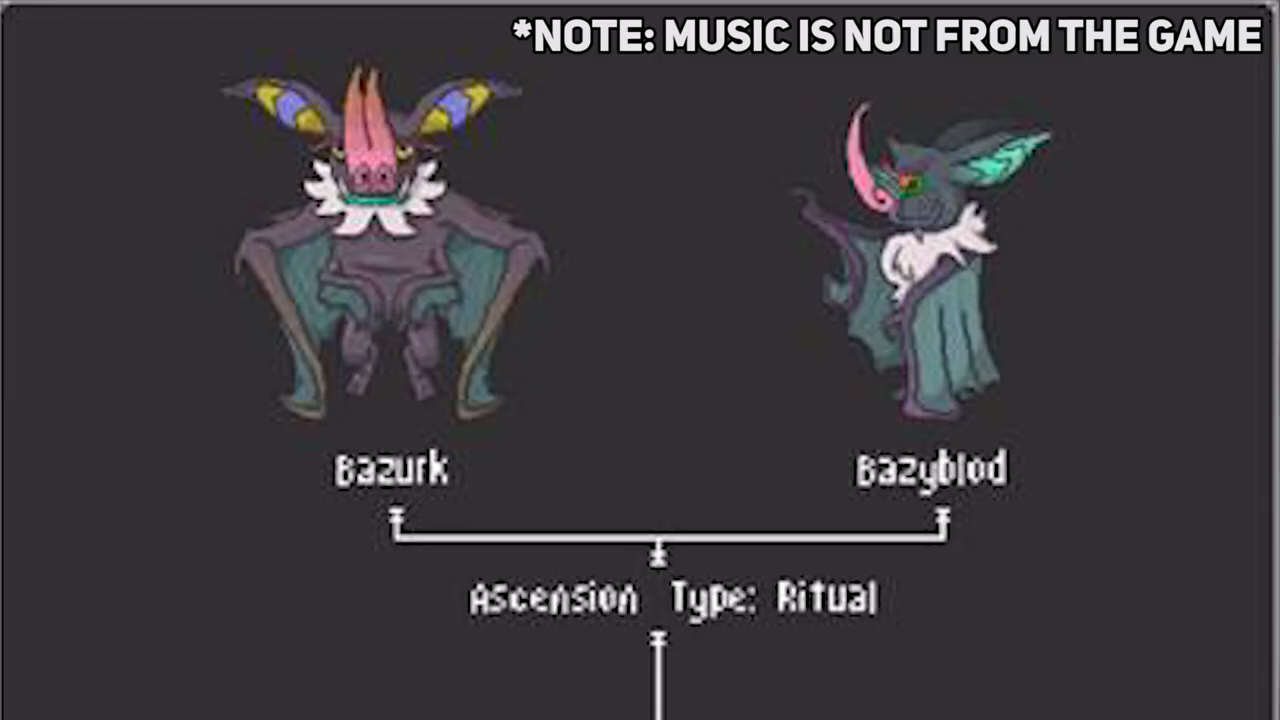 *NOTE: MUSIC IS NOT FROM THE GAME
Bazurk
Bazyblod
Ascension Type: Ritual